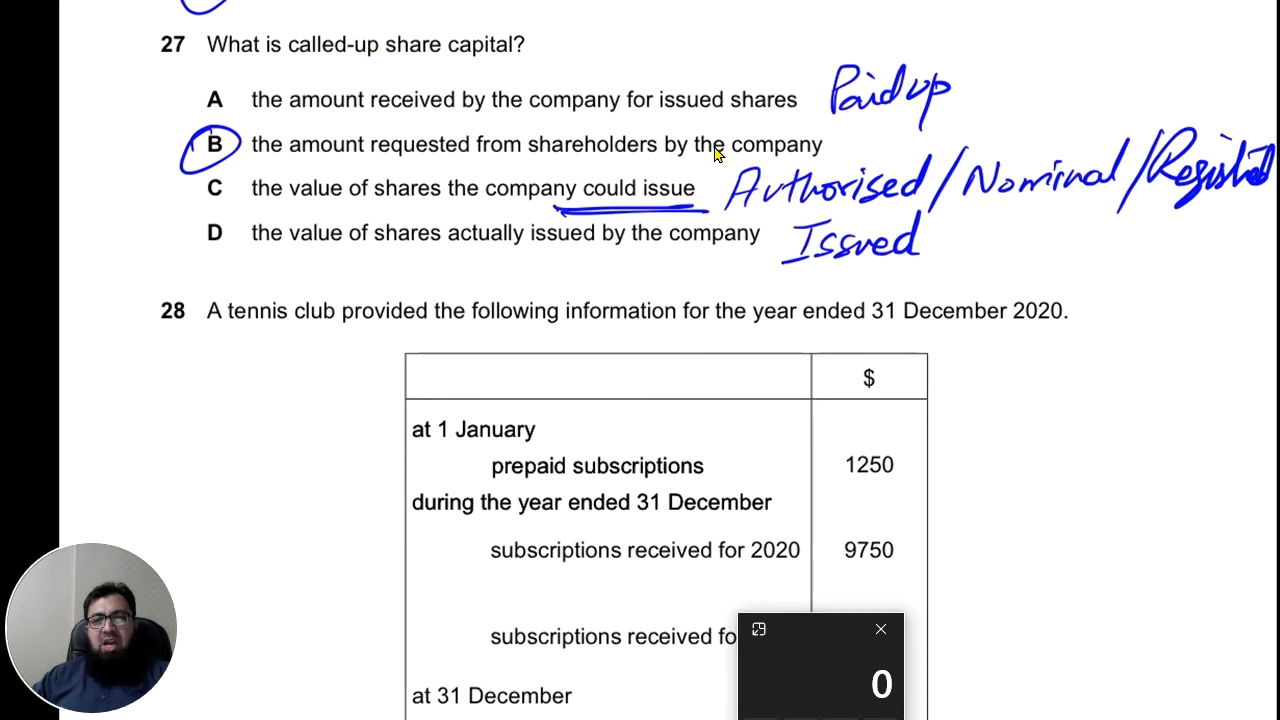 27 What is called-up share capital?
A the amount received by the company for issued shares Paid up
B the amount requested from shareholders by the company
C the value of shares the company could issue Authorised / Nominal / Registred
D the value of shares actually issued by the company Issued
28 A tennis club provided the following information for the year ended 31 December 2020.
$
at 1 January
prepaid subscriptions 1250
during the year ended 31 December
subscriptions received for 2020 9750
subscriptions received fo
0
at 31 December